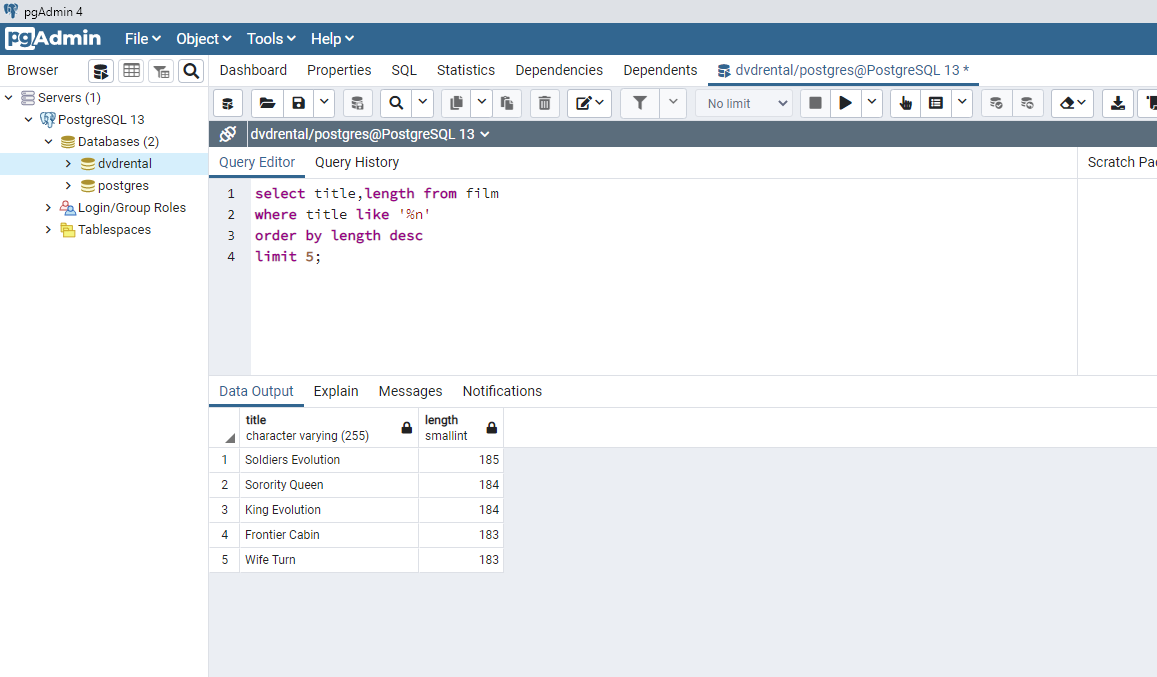 pgAdmin 4
pgAdmin File Object Tools Help
Browser Dashboard Properties SQL Statistics Dependencies Dependents dvdrental/postgres@PostgreSQL 13 *
Servers (1)
PostgreSQL 13
Databases (2)
dvdrental
postgres
Login/Group Roles
Tablespaces
No limit
dvdrental/postgres@PostgreSQL 13
Query Editor Query History Scratch Pa
1 select title,length from film
2 where title like '%n'
3 order by length desc
4 limit 5;
Data Output Explain Messages Notifications
title length
character varying (255) smallint
1 Soldiers Evolution 185
2 Sorority Queen 184
3 King Evolution 184
4 Frontier Cabin 183
5 Wife Turn 183